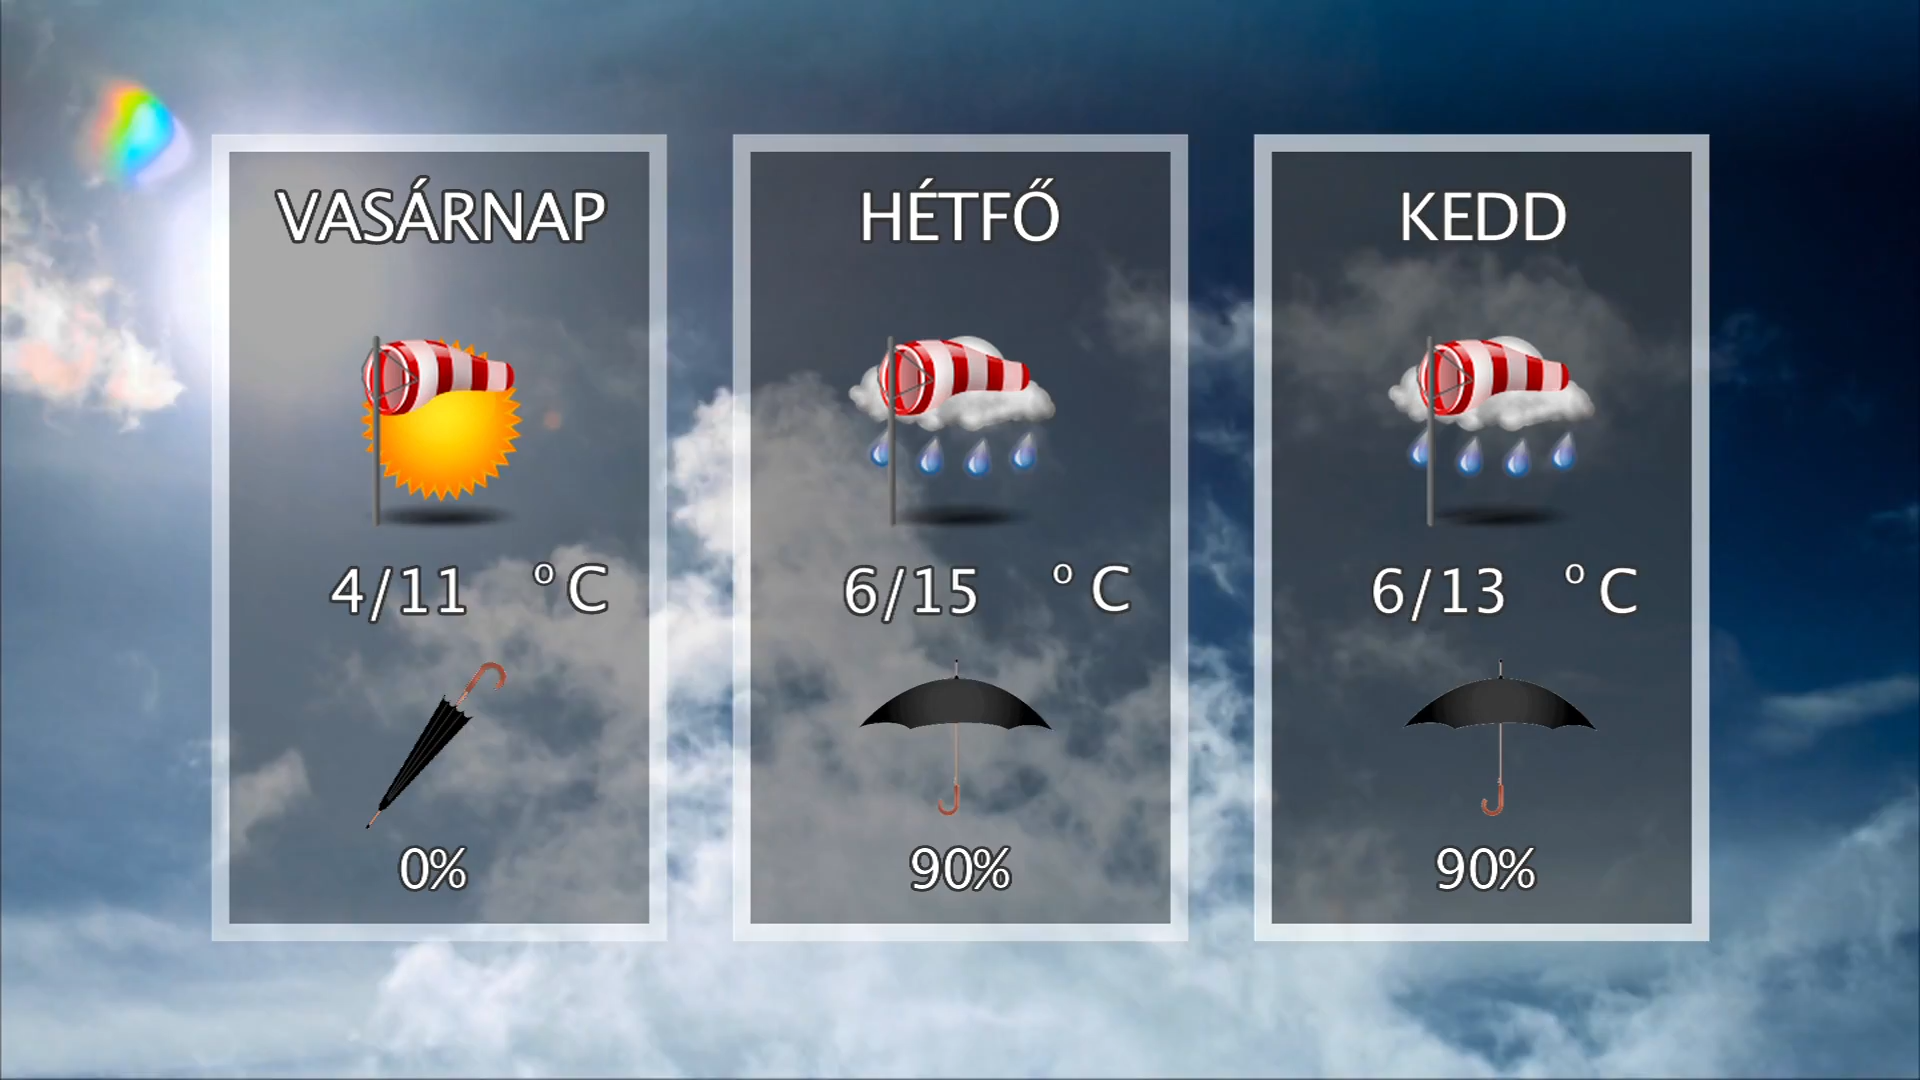 VASÁRNAP
4/11 °C
0%
HÉTFŐ
6/15 °C
90%
KEDD
6/13 °C
90%